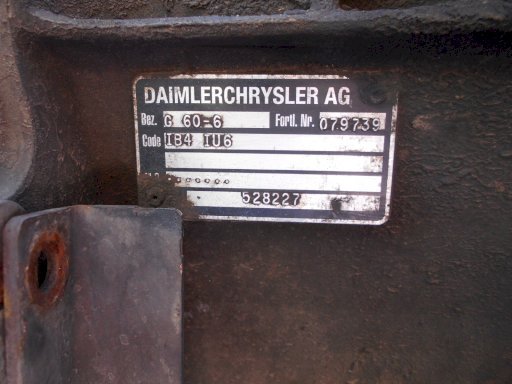 DAIMLERCHRYSLER AG
Bez. G 60-6 Fortl. Nr. 079739
Code IB4 IU6
528227